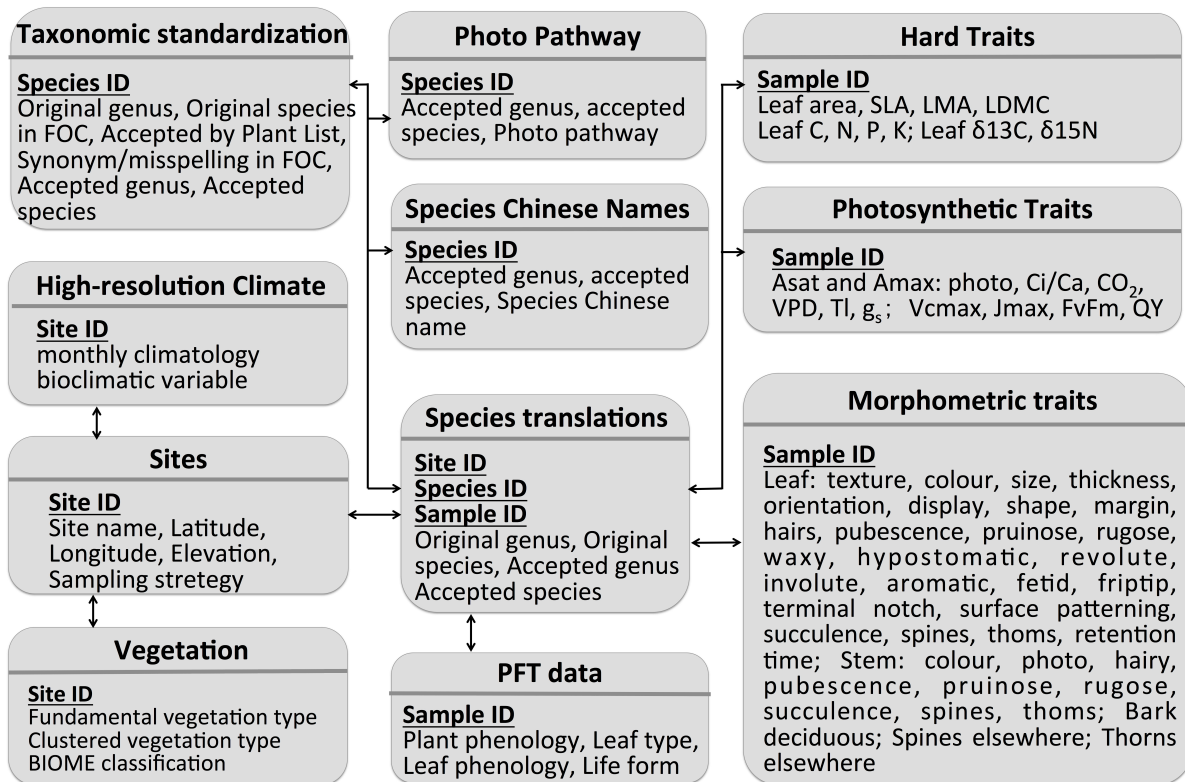 Taxonomic standardization
Species ID
Original genus, Original species
in FOC, Accepted by Plant List,
Synonym/misspelling in FOC,
Accepted genus, Accepted
species
Photo Pathway
Species ID
Accepted genus, accepted
species, Photo pathway
Hard Traits
Sample ID
Leaf area, SLA, LMA, LDMC
Leaf C, N, P, K; Leaf δ13C, δ15N
Species Chinese Names
Species ID
Accepted genus, accepted
species, Species Chinese
name
Photosynthetic Traits
Sample ID
Asat and Amax: photo, Ci/Ca, CO₂,
VPD, Tl, gₛ; Vcmax, Jmax, FvFm, QY
High-resolution Climate
Site ID
monthly climatology
bioclimatic variable
Sites
Site ID
Site name, Latitude,
Longitude, Elevation,
Sampling stretegy
Species translations
Site ID
Species ID
Sample ID
Original genus, Original
species, Accepted genus
Accepted species
Morphometric traits
Sample ID
Leaf: texture, colour, size, thickness,
orientation, display, shape, margin,
hairs, pubescence, pruinose, rugose,
waxy, hypostomatic, revolute,
involute, aromatic, fetid, friptip,
terminal notch, surface patterning,
succulence, spines, thoms, retention
time; Stem: colour, photo, hairy,
pubescence, pruinose, rugose,
succulence, spines, thoms; Bark
deciduous; Spines elsewhere; Thorns
elsewhere
Vegetation
Site ID
Fundamental vegetation type
Clustered vegetation type
BIOME classification
PFT data
Sample ID
Plant phenology, Leaf type,
Leaf phenology, Life form